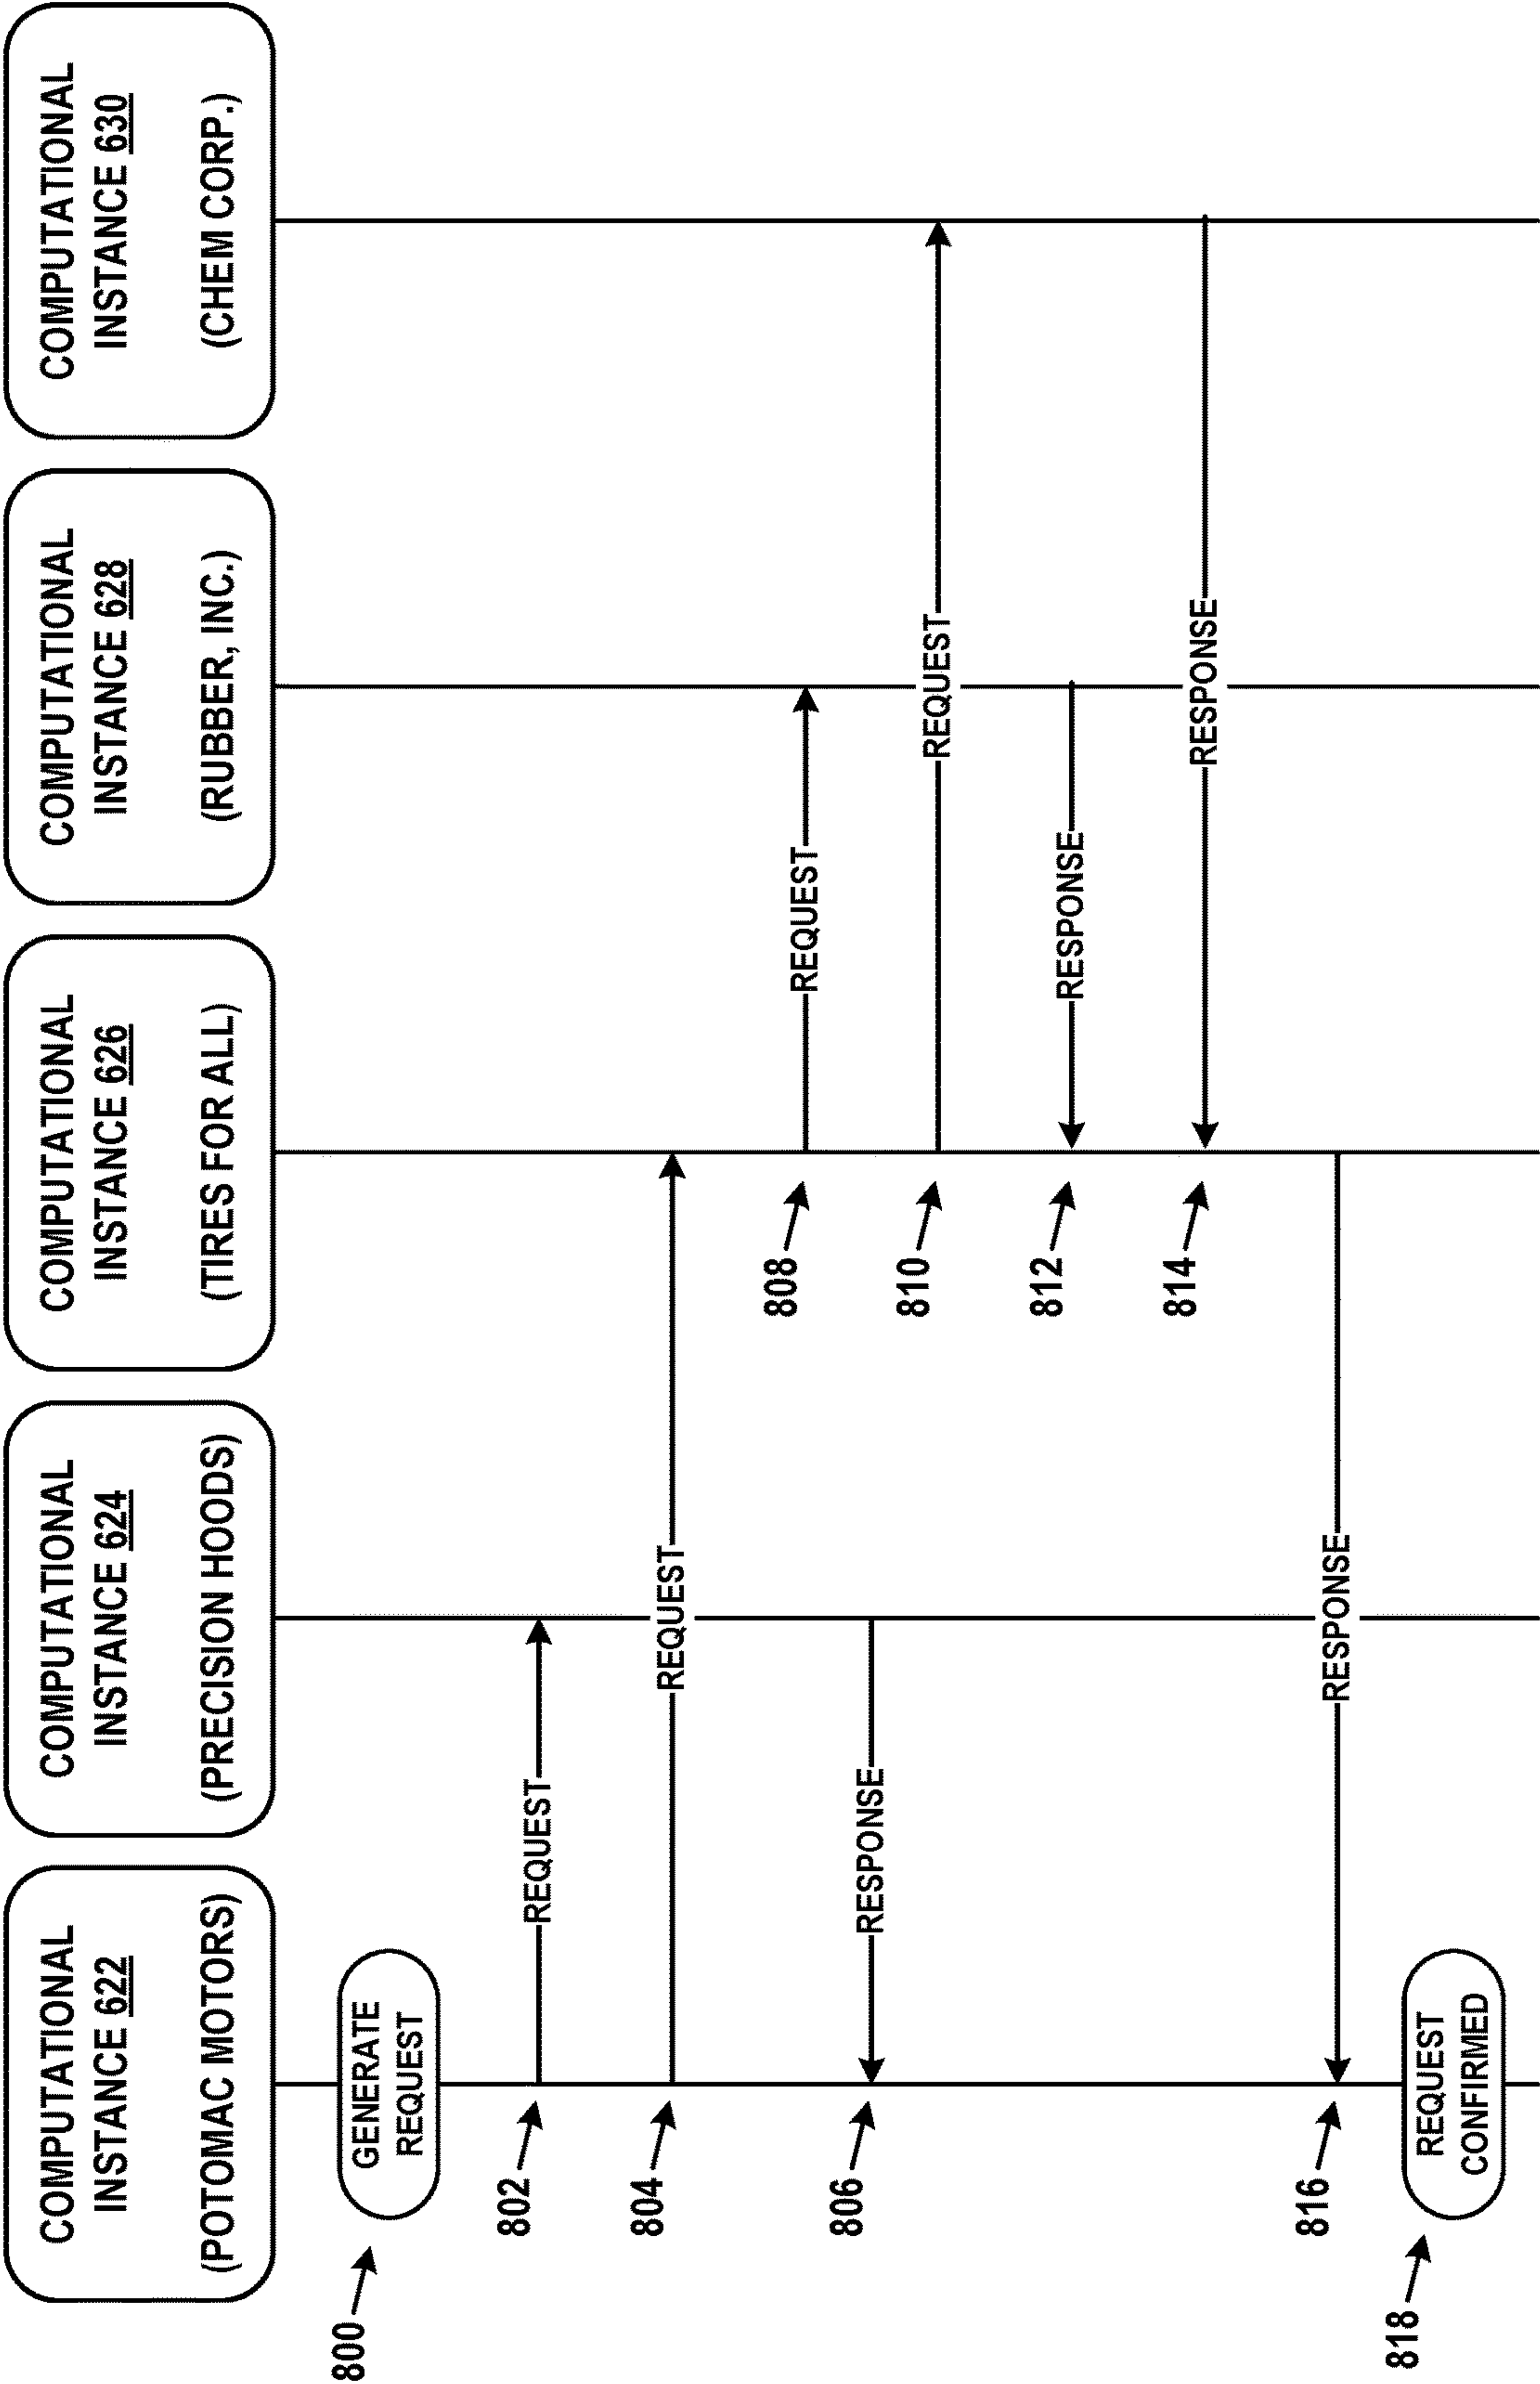 COMPUTATIONAL
INSTANCE 622
(POTOMAC MOTORS)
COMPUTATIONAL
INSTANCE 624
(PRECISION HOODS)
COMPUTATIONAL
INSTANCE 626
(TIRES FOR ALL)
COMPUTATIONAL
INSTANCE 628
(RUBBER, INC.)
COMPUTATIONAL
INSTANCE 630
(CHEM CORP.)
800
GENERATE
REQUEST
802
REQUEST
804
REQUEST
808
REQUEST
806
RESPONSE
810
REQUEST
812
RESPONSE
814
RESPONSE
816
RESPONSE
818
REQUEST
CONFIRMED